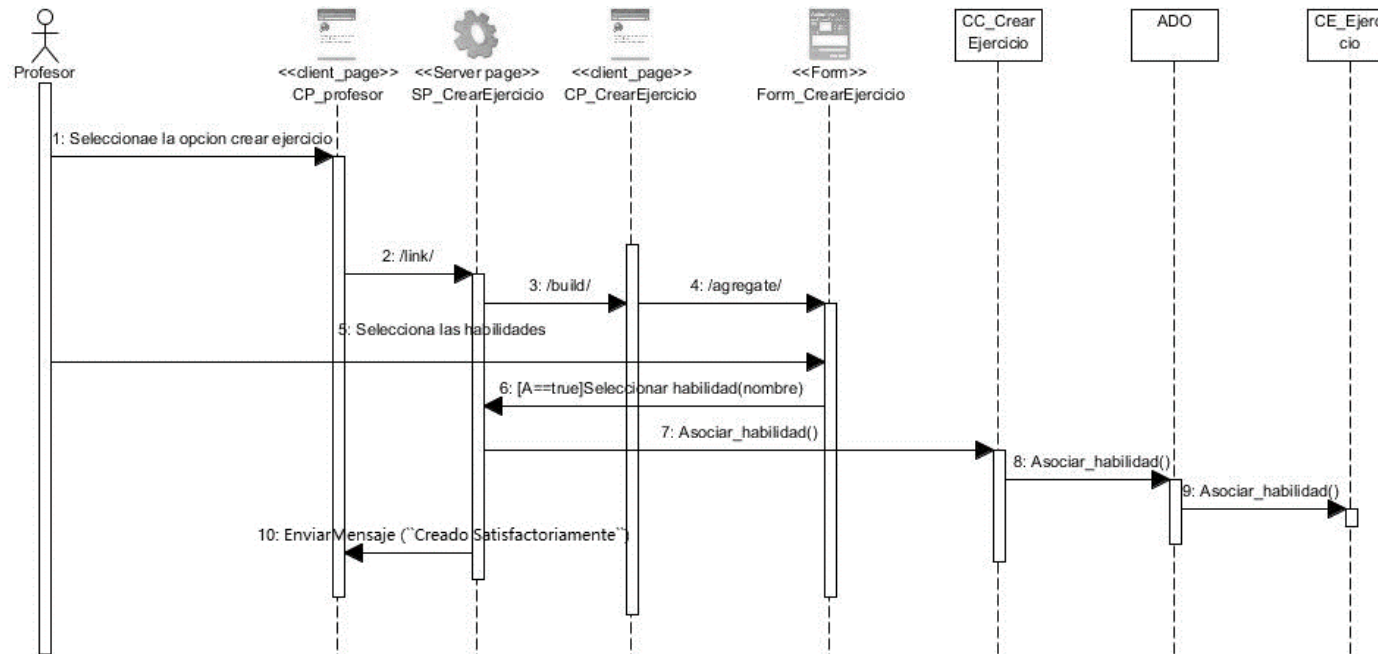 Profesor
<<client_page>>
CP_profesor
<<Server page>>
SP_CrearEjercicio
<<client_page>>
CP_CrearEjercicio
<<Form>>
Form_CrearEjercicio
CC_Crear
Ejercicio
ADO
CE_Ejerci
cio
1: Seleccionae la opcion crear ejercicio
2: /link/
3: /build/
4: /agregate/
5: Selecciona las habilidades
6: [A==true]Seleccionar habilidad(nombre)
7: Asociar_habilidad()
8: Asociar_habilidad()
9: Asociar_habilidad()
10: EnviarMensaje (``Creado Satisfactoriamente``)